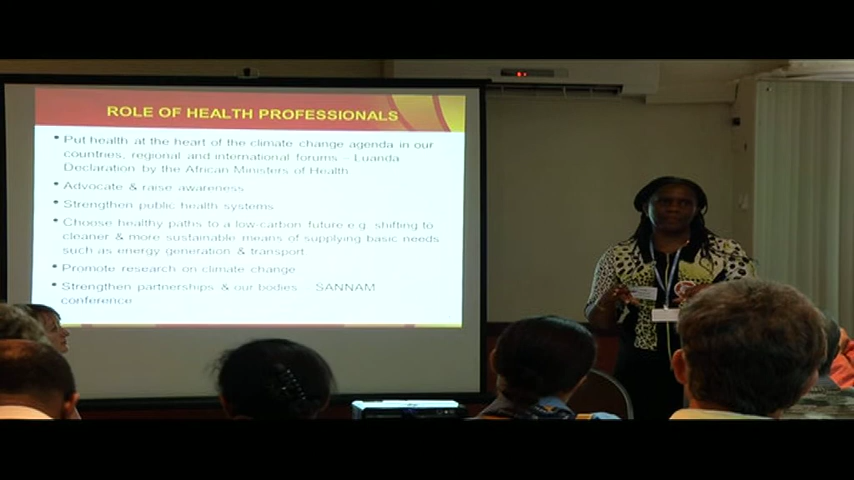 ROLE OF HEALTH PROFESSIONALS
• Put health at the heart of the climate change agenda in our
countries, regional and international forums – Luanda
Declaration by the African Ministers of Health
• Advocate & raise awareness
• Strengthen public health systems
• Choose healthy paths to a low-carbon future e.g. shifting to
cleaner & more sustainable means of supplying basic needs
such as energy generation & transport
• Promote research on climate change
• Strengthen partnerships & our bodies SANNAM
conference